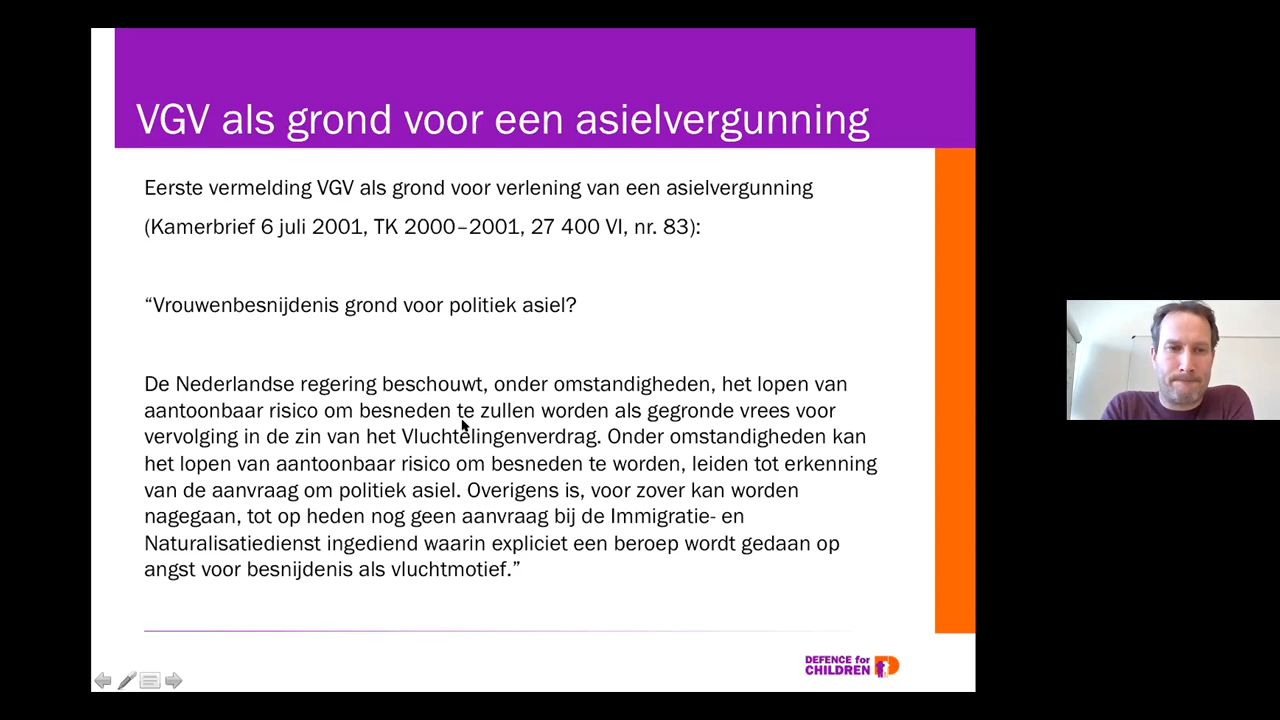 VGV als grond voor een asielvergunning
Eerste vermelding VGV als grond voor verlening van een asielvergunning
(Kamerbrief 6 juli 2001, TK 2000–2001, 27 400 VI, nr. 83):
“Vrouwenbesnijdenis grond voor politiek asiel?
De Nederlandse regering beschouwt, onder omstandigheden, het lopen van
aantoonbaar risico om besneden te zullen worden als gegronde vrees voor
vervolging in de zin van het Vluchtelingenverdrag. Onder omstandigheden kan
het lopen van aantoonbaar risico om besneden te worden, leiden tot erkenning
van de aanvraag om politiek asiel. Overigens is, voor zover kan worden
nagegaan, tot op heden nog geen aanvraag bij de Immigratie- en
Naturalisatiedienst ingediend waarin expliciet een beroep wordt gedaan op
angst voor besnijdenis als vluchtmotief.”
DEFENCE for
CHILDREN